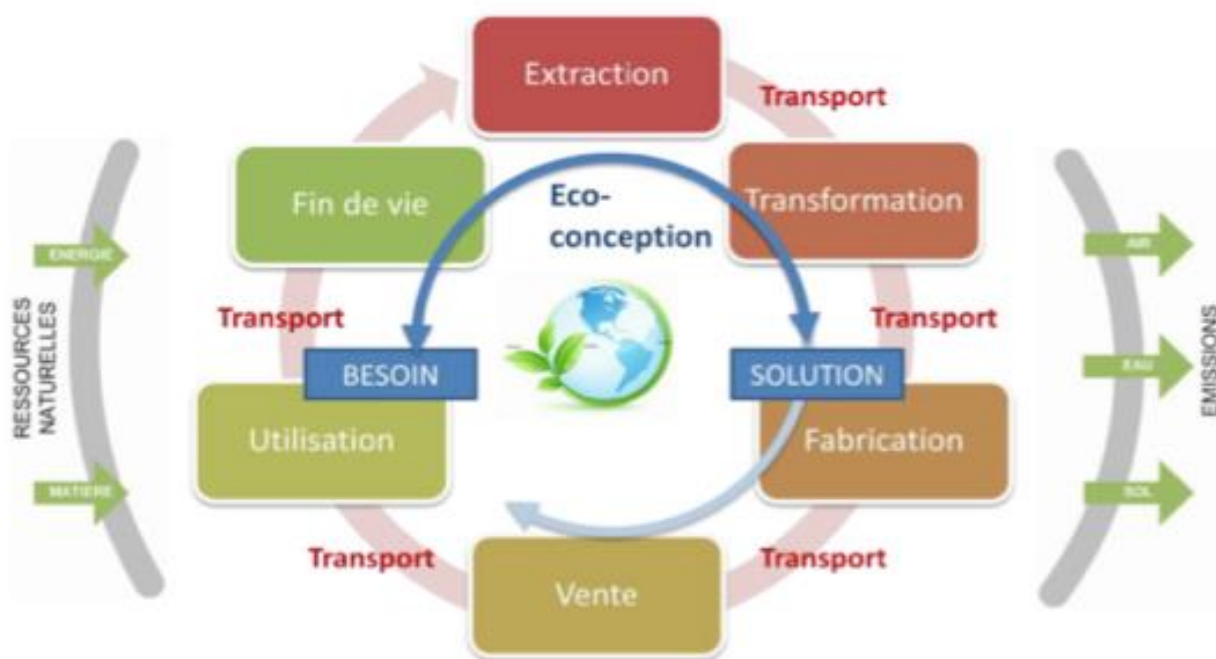 Extraction
Transport
Fin de vie
Eco-
conception
Transformation
ENERGIE
AIR
RESSOURCES
NATURELLES
Transport
Transport
EMISSIONS
BESOIN
SOLUTION
EAU
Utilisation
Fabrication
MATIERE
SOL
Transport
Transport
Vente